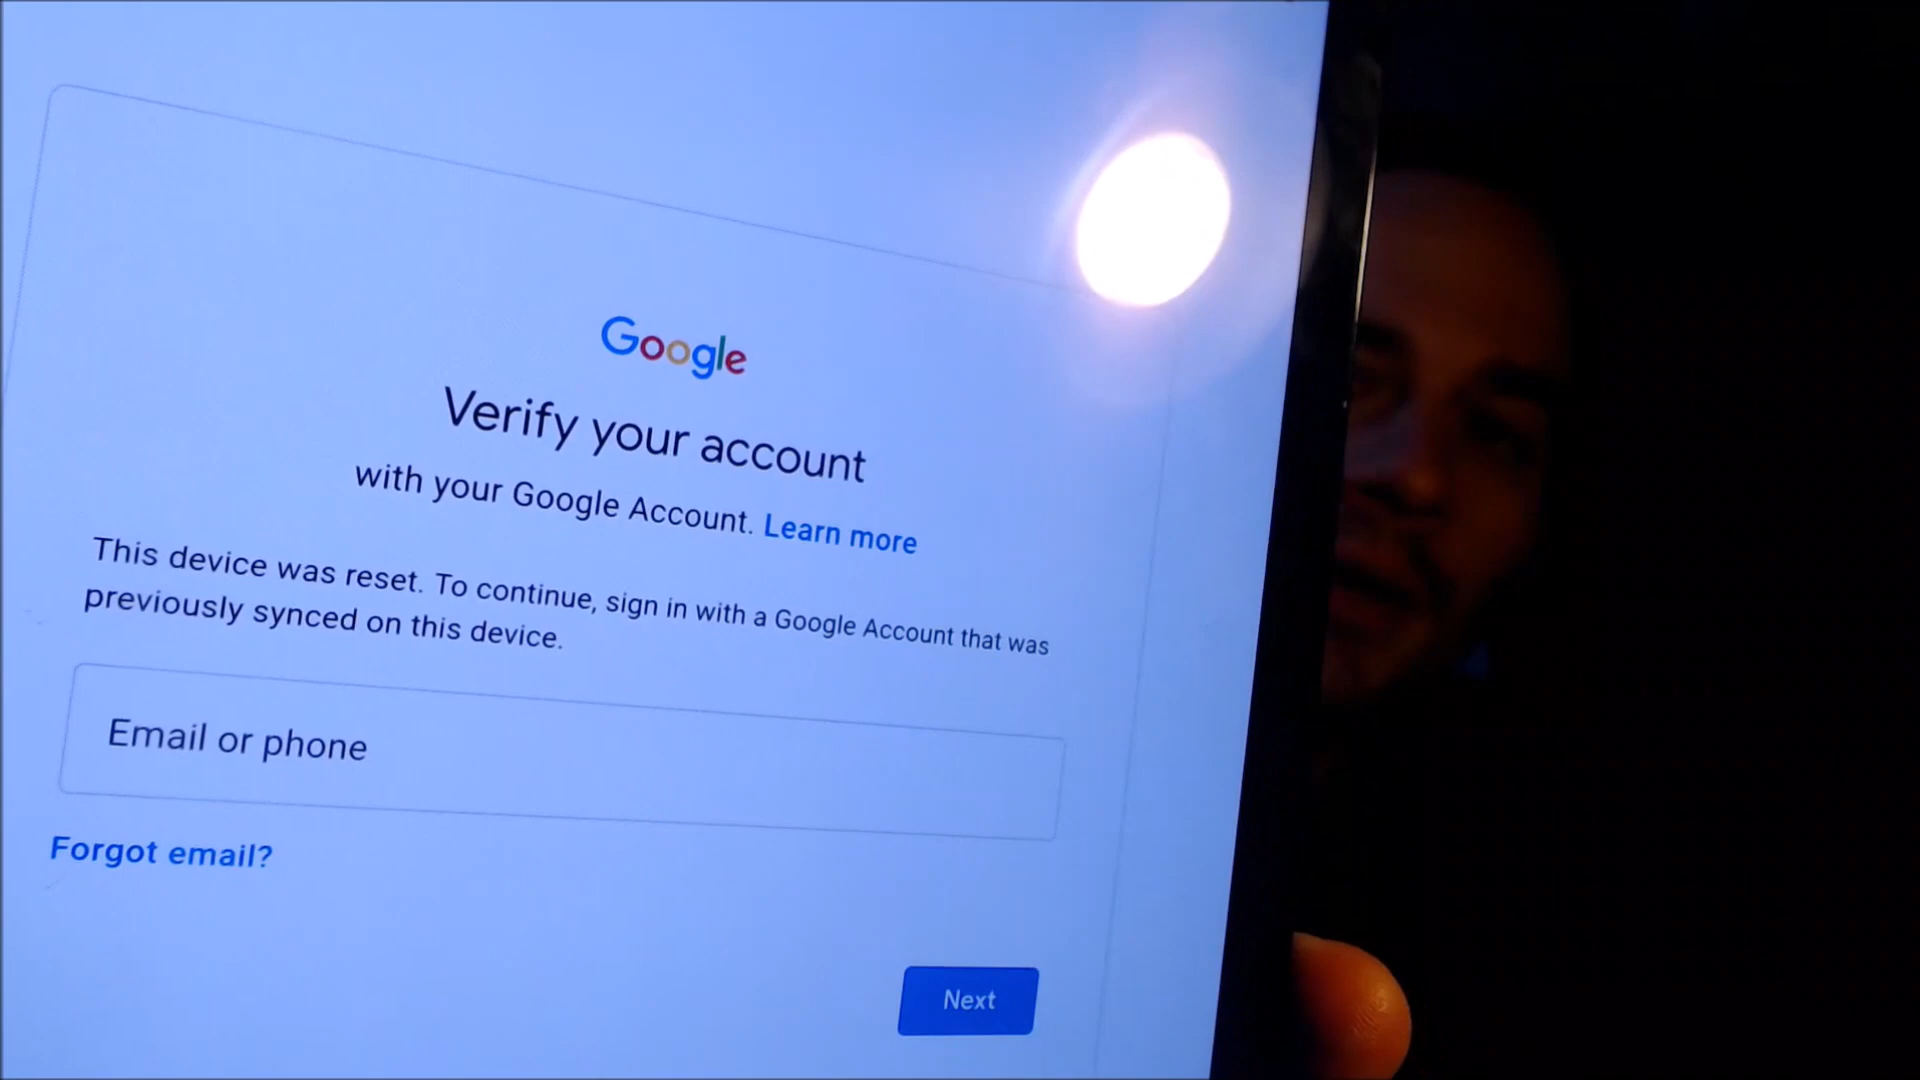 Google
Verify your account
with your Google Account. Learn more
This device was reset. To continue, sign in with a Google Account that was
previously synced on this device.
Email or phone
Forgot email?
Next